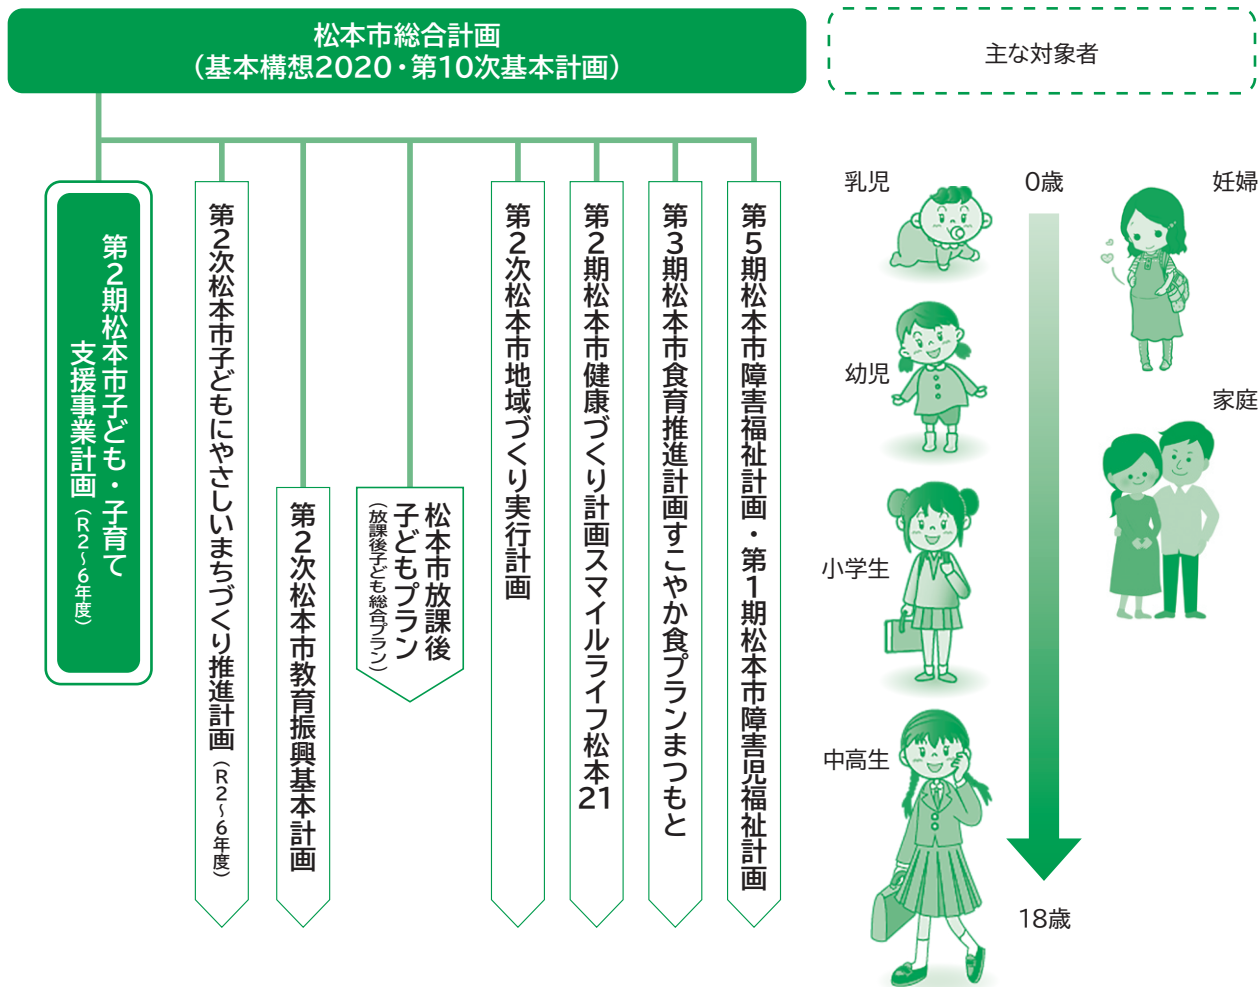 松本市総合計画
（基本構想2020・第10次基本計画）
主な対象者
第2期松本市子ども・子育て
支援事業計画（R2～6年度）
第2次松本市子どもにやさしいまちづくり推進計画（R2～6年度）
第2次松本市教育振興基本計画
松本市放課後
子どもプラン
（放課後子ども総合プラン）
第2次松本市地域づくり実行計画
第2期松本市健康づくり計画スマイルライフ松本21
第3期松本市食育推進計画すこやか食プランまつもと
第5期松本市障害福祉計画・第1期松本市障害児福祉計画
乳児
0歳
妊婦
幼児
家庭
小学生
中高生
18歳